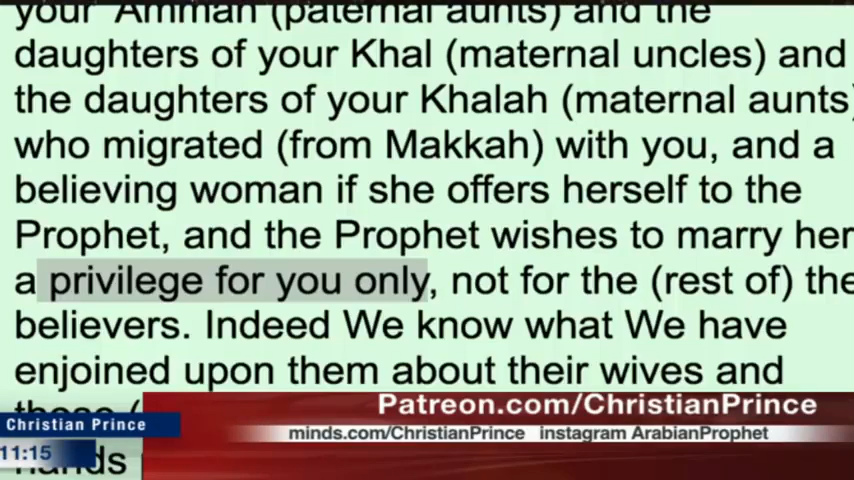 your 'Ammah (paternal aunts) and the
daughters of your Khal (maternal uncles) and
the daughters of your Khalah (maternal aunts)
who migrated (from Makkah) with you, and a
believing woman if she offers herself to the
Prophet, and the Prophet wishes to marry her
a privilege for you only, not for the (rest of) the
believers. Indeed We know what We have
enjoined upon them about their wives and
those (
hands
Patreon.com/ChristianPrince
Christian Prince
minds.com/ChristianPrince instagram ArabianProphet
11:15